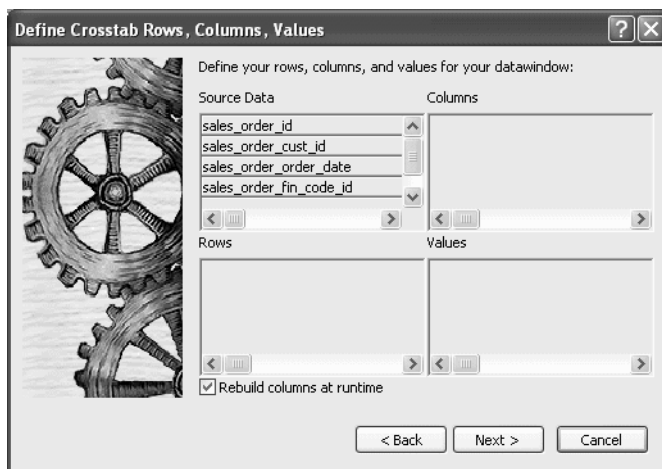 Define Crosstab Rows, Columns, Values
Define your rows, columns, and values for your datawindow:
Source Data
Columns
sales_order_id
sales_order_cust_id
sales_order_order_date
sales_order_fin_code_id
Rows
Values
Rebuild columns at runtime
< Back
Next >
Cancel